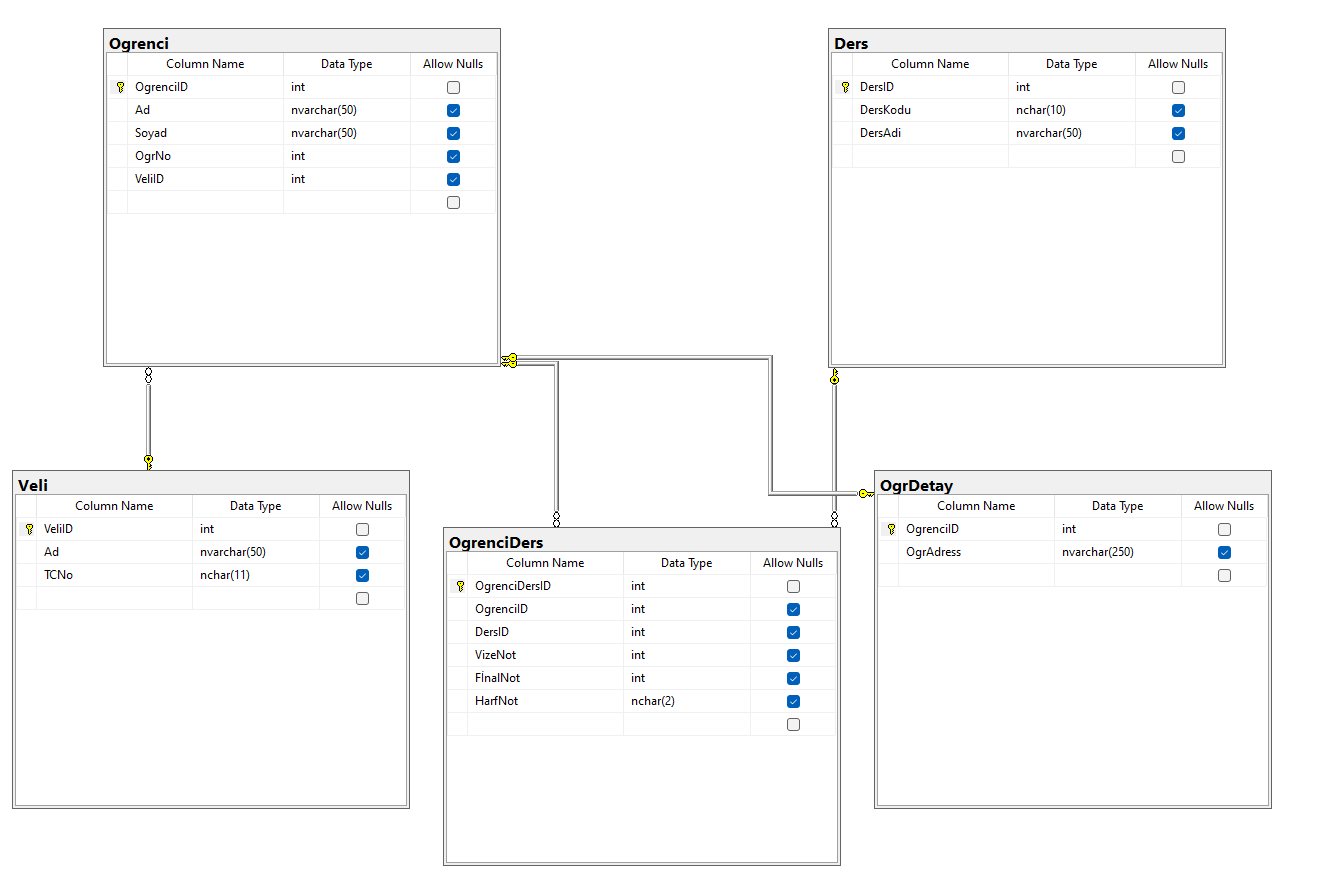 Ogrenci
Column Name Data Type Allow Nulls
OgrenciID int
Ad nvarchar(50)
Soyad nvarchar(50)
OgrNo int
VeliID int
Ders
Column Name Data Type Allow Nulls
DersID int
DersKodu nchar(10)
DersAdi nvarchar(50)
Veli
Column Name Data Type Allow Nulls
VeliID int
Ad nvarchar(50)
TCNo nchar(11)
OgrenciDers
Column Name Data Type Allow Nulls
OgrenciDersID int
OgrenciID int
DersID int
VizeNot int
FİnalNot int
HarfNot nchar(2)
OgrDetay
Column Name Data Type Allow Nulls
OgrenciID int
OgrAdress nvarchar(250)